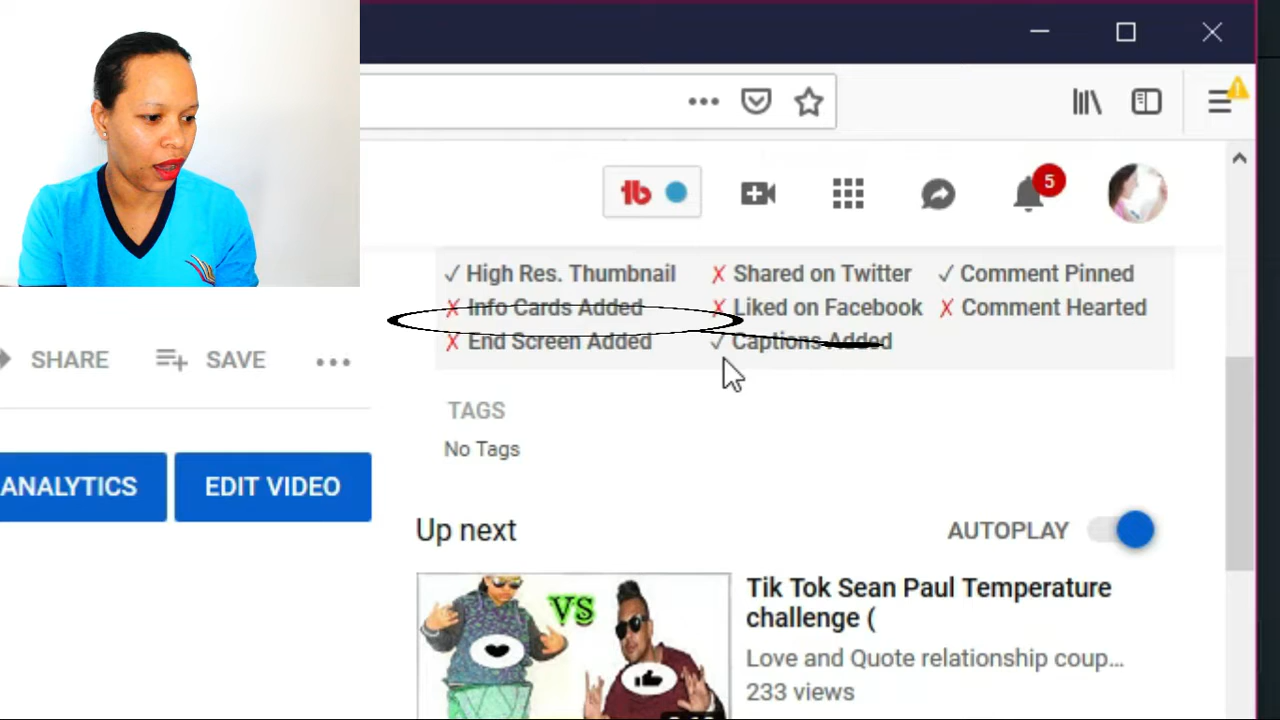 tb
5
✓ High Res. Thumbnail ✗ Shared on Twitter ✓ Comment Pinned
✗ Info Cards Added ✗ Liked on Facebook ✗ Comment Hearted
✗ End Screen Added ✓ Captions Added
SHARE SAVE
TAGS
No Tags
ANALYTICS EDIT VIDEO
Up next AUTOPLAY
VS
Tik Tok Sean Paul Temperature
challenge (
Love and Quote relationship coup...
233 views